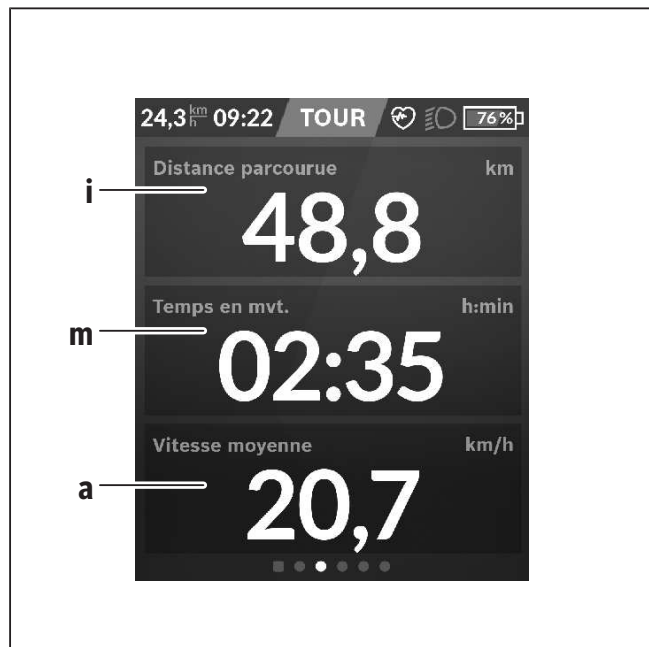 24,3 km/h 09:22 TOUR 76%
Distance parcourue km
i
48,8
Temps en mvt. h:min
m
02:35
Vitesse moyenne km/h
a
20,7